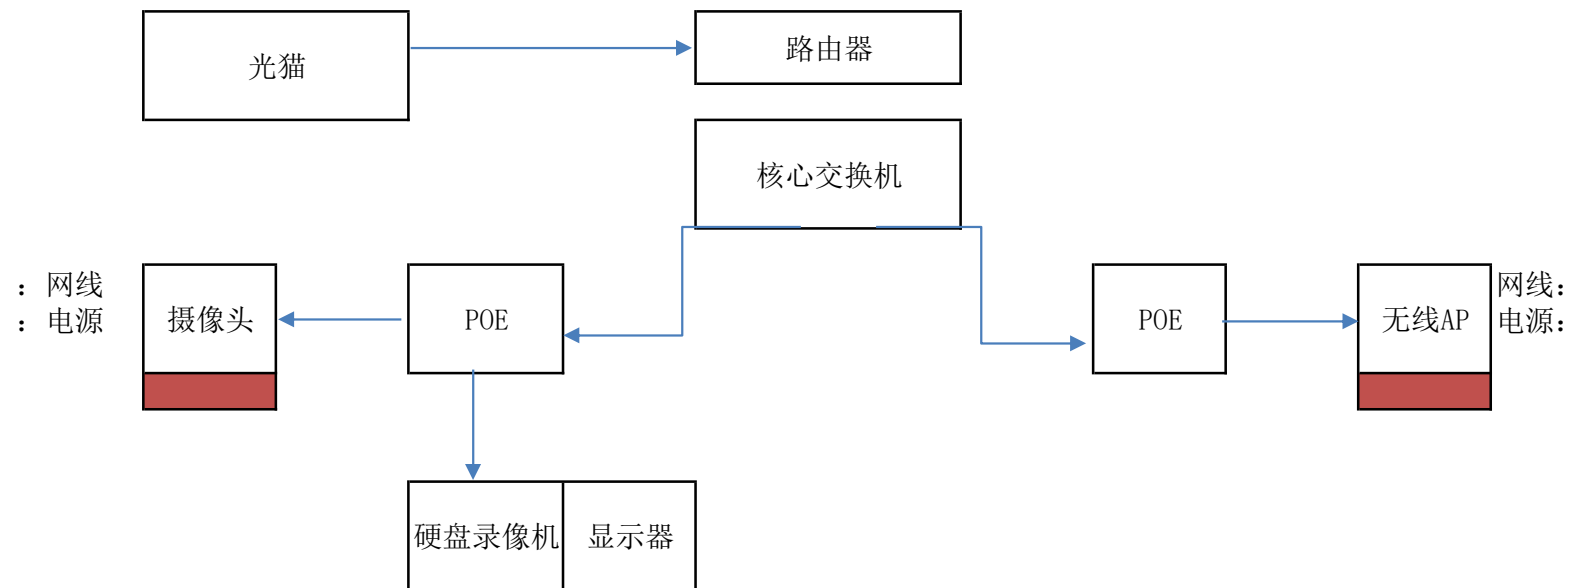 光猫
路由器
核心交换机
：网线
：电源
摄像头
POE
POE
无线AP
网线：
电源：
硬盘录像机
显示器